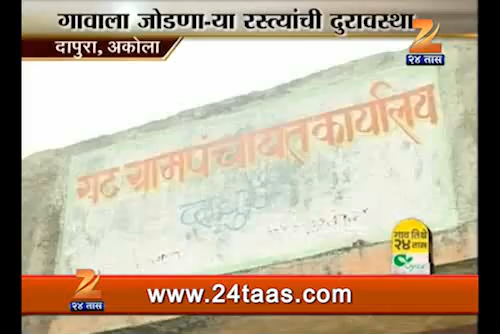 गावाला जोडणा-या रस्त्यांची दुरावस्था
दापुरा, अकोला
२४ तास
गट ग्रामपंचायत कार्यालय
गाव तिथे
२४ तास
२४ तास
www.24taas.com